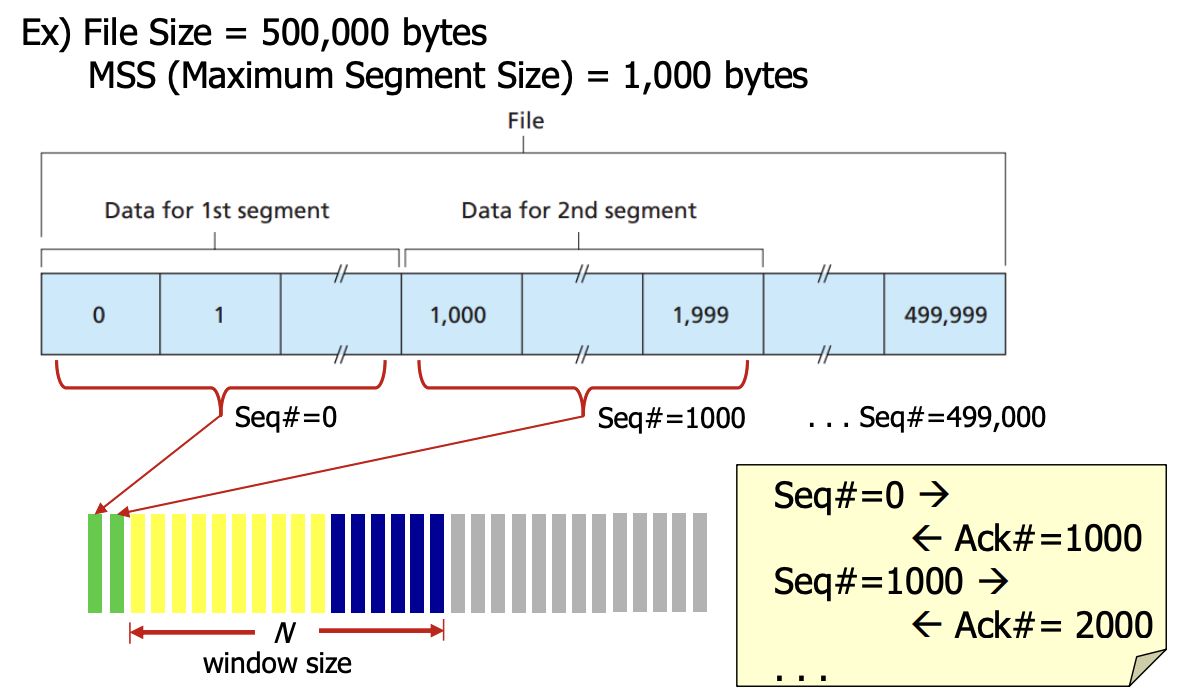 Ex) File Size = 500,000 bytes
MSS (Maximum Segment Size) = 1,000 bytes
File
Data for 1st segment
Data for 2nd segment
0
1
1,000
1,999
499,999
Seq#=0
Seq#=1000
. . . Seq#=499,000
N
window size
Seq#=0 →
← Ack#=1000
Seq#=1000 →
← Ack#= 2000
. . .